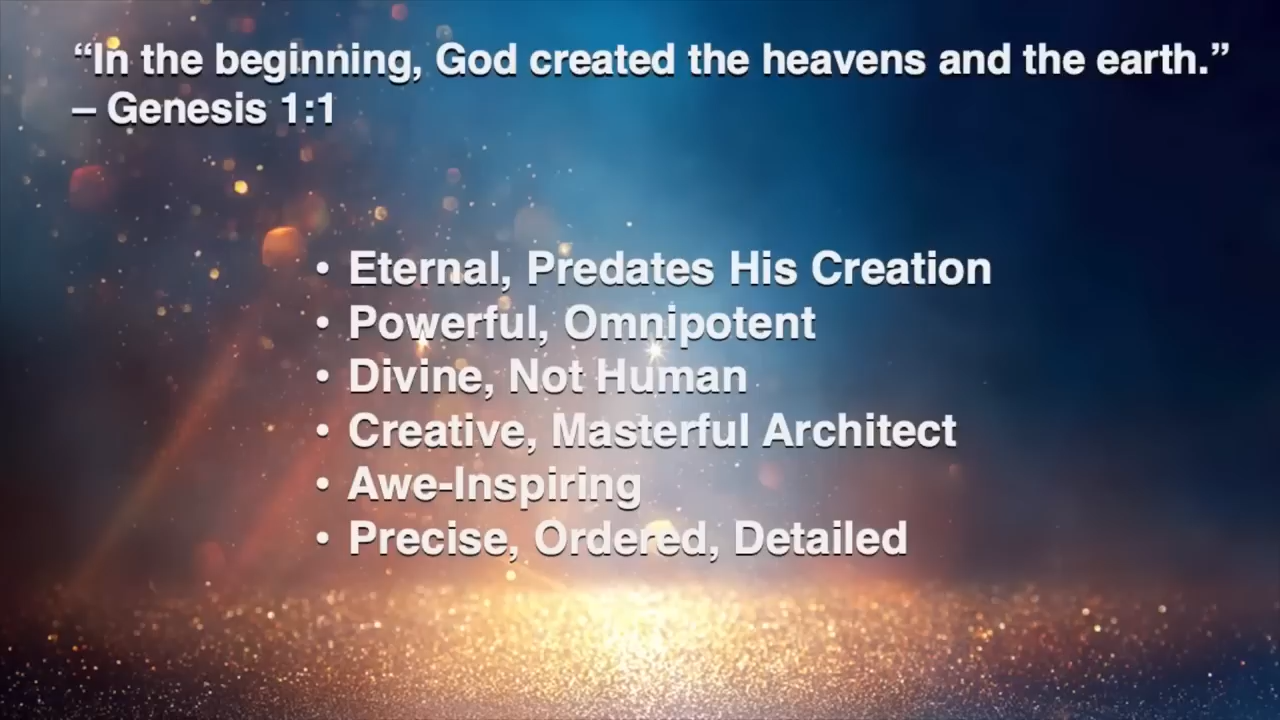 “In the beginning, God created the heavens and the earth.”
– Genesis 1:1
• Eternal, Predates His Creation
• Powerful, Omnipotent
• Divine, Not Human
• Creative, Masterful Architect
• Awe-Inspiring
• Precise, Ordered, Detailed